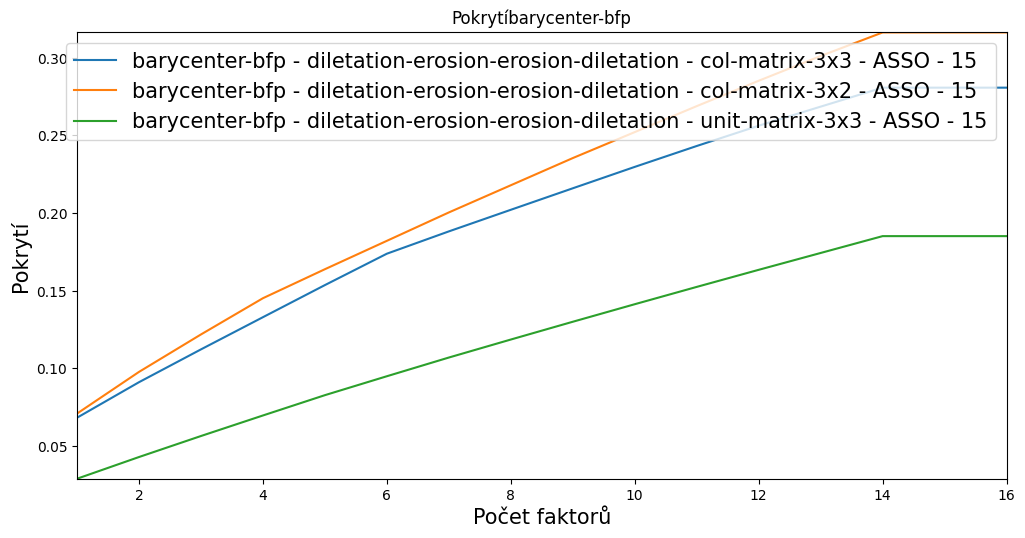 Pokrytíbarycenter-bfp
barycenter-bfp - diletation-erosion-erosion-diletation - col-matrix-3x3 - ASSO - 15
barycenter-bfp - diletation-erosion-erosion-diletation - col-matrix-3x2 - ASSO - 15
barycenter-bfp - diletation-erosion-erosion-diletation - unit-matrix-3x3 - ASSO - 15
0.30
0.25
0.20
0.15
0.10
0.05
Pokrytí
2 4 6 8 10 12 14 16
Počet faktorů